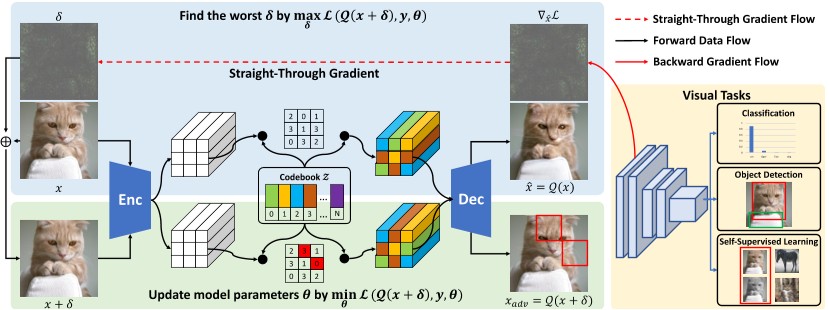 Find the worst δ by max_δ ℒ (Q(x + δ), y, θ)
δ
∇_x̂ ℒ
Straight-Through Gradient
Straight-Through Gradient Flow
Forward Data Flow
Backward Gradient Flow
2 0 1
3 1 3
0 3 2
x
Enc
Codebook Z
...
0 1 2 3 ... N
Dec
x̂ = Q(x)
2 3 1
3 1 0
0 3 2
x + δ
Update model parameters θ by min_θ ℒ (Q(x + δ), y, θ)
x_adv = Q(x + δ)
Visual Tasks
Classification
Object Detection
Self-Supervised Learning